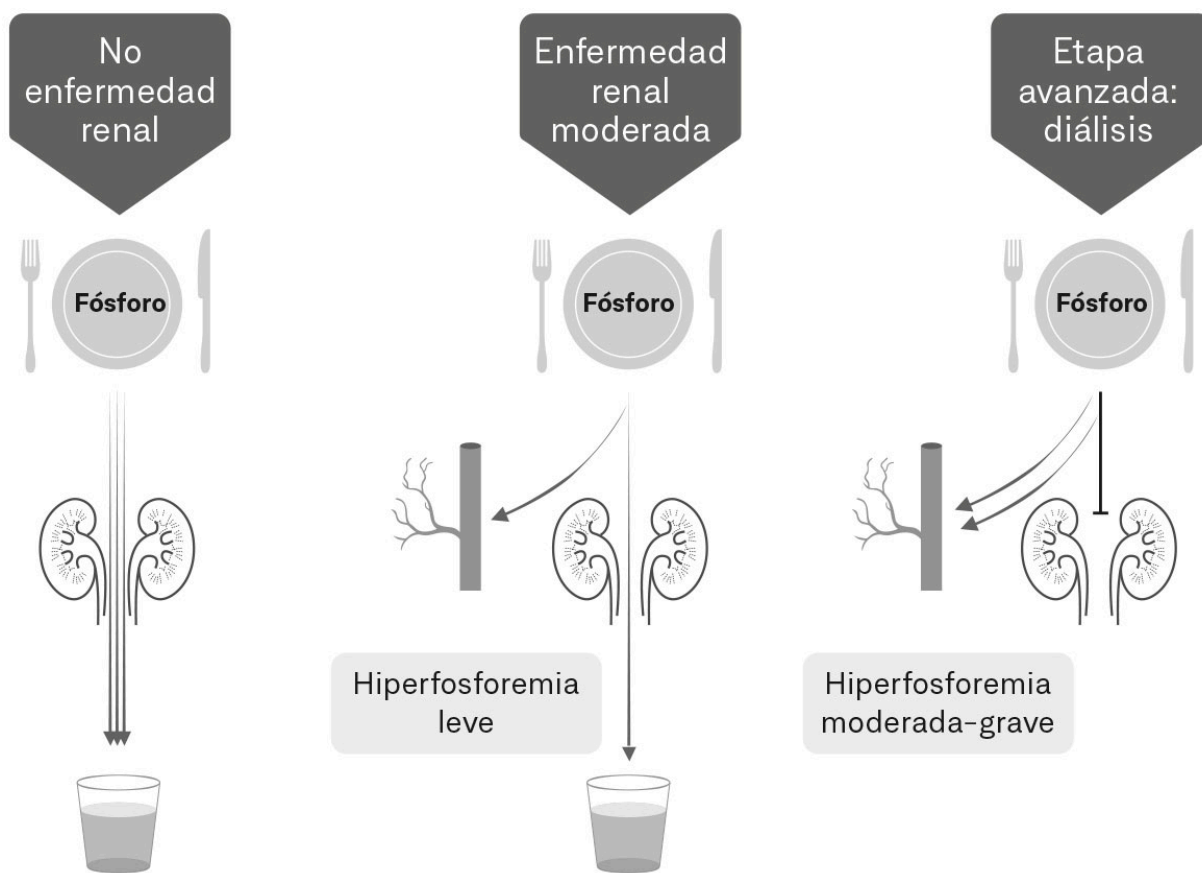 No
enfermedad
renal
Enfermedad
renal
moderada
Etapa
avanzada:
diálisis
Fósforo
Fósforo
Fósforo
Hiperfosforemia
leve
Hiperfosforemia
moderada-grave